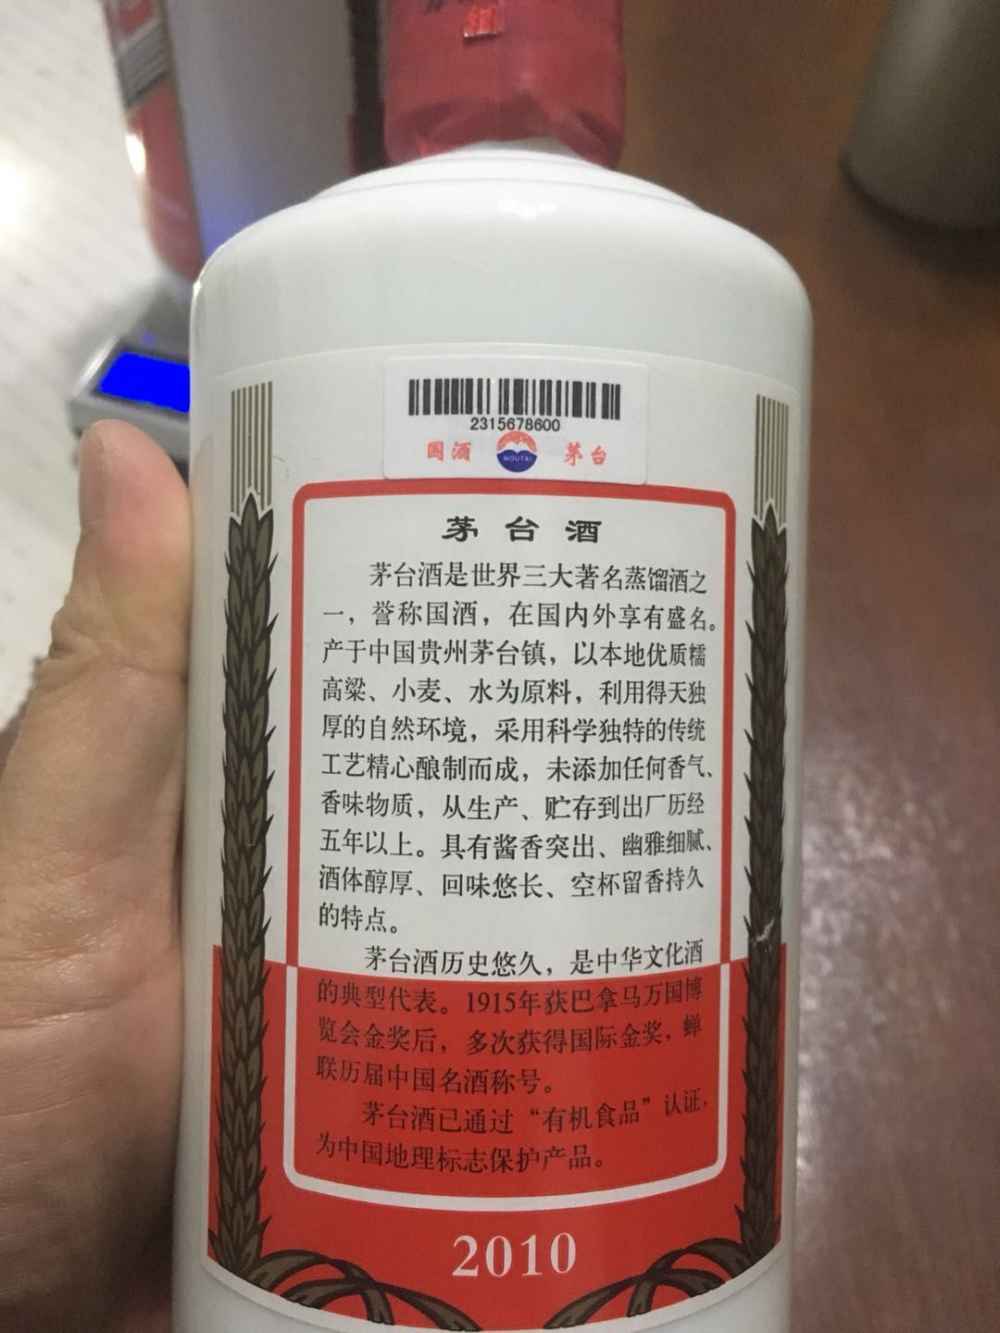 组
2315678600
国酒
MOUTAI
茅台
茅台酒
茅台酒是世界三大著名蒸馏酒之
一，誉称国酒，在国内外享有盛名。
产于中国贵州茅台镇，以本地优质糯
高粱、小麦、水为原料，利用得天独
厚的自然环境，采用科学独特的传统
工艺精心酿制而成，未添加任何香气、
香味物质，从生产、贮存到出厂历经
五年以上。具有酱香突出、幽雅细腻、
酒体醇厚、回味悠长、空杯留香持久
的特点。
茅台酒历史悠久，是中华文化酒
的典型代表。1915年获巴拿马万国博
览会金奖后，多次获得国际金奖，蝉
联历届中国名酒称号。
茅台酒已通过“有机食品”认证，
为中国地理标志保护产品。
2010